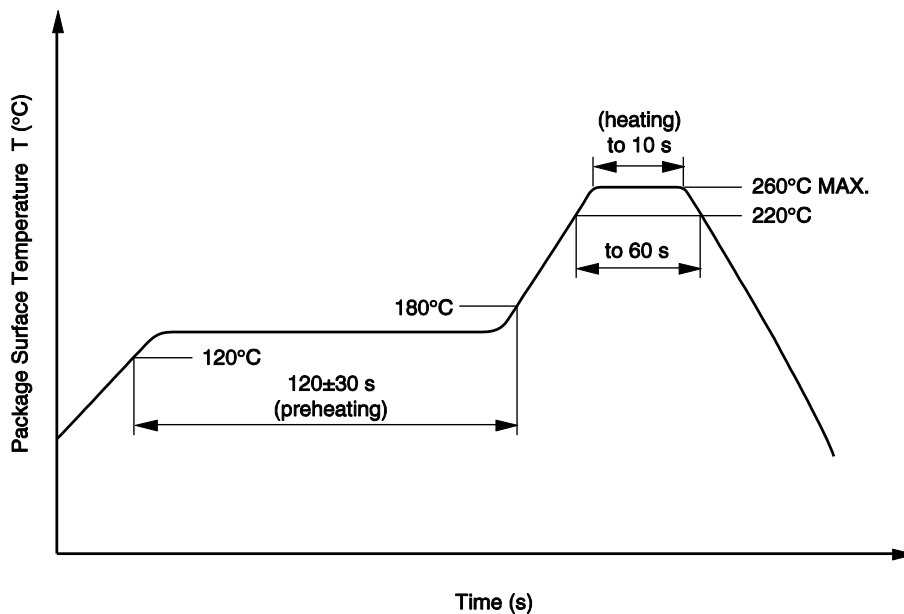 Package Surface Temperature T (°C)
(heating)
to 10 s
260°C MAX.
220°C
to 60 s
180°C
120°C
120±30 s
(preheating)
Time (s)